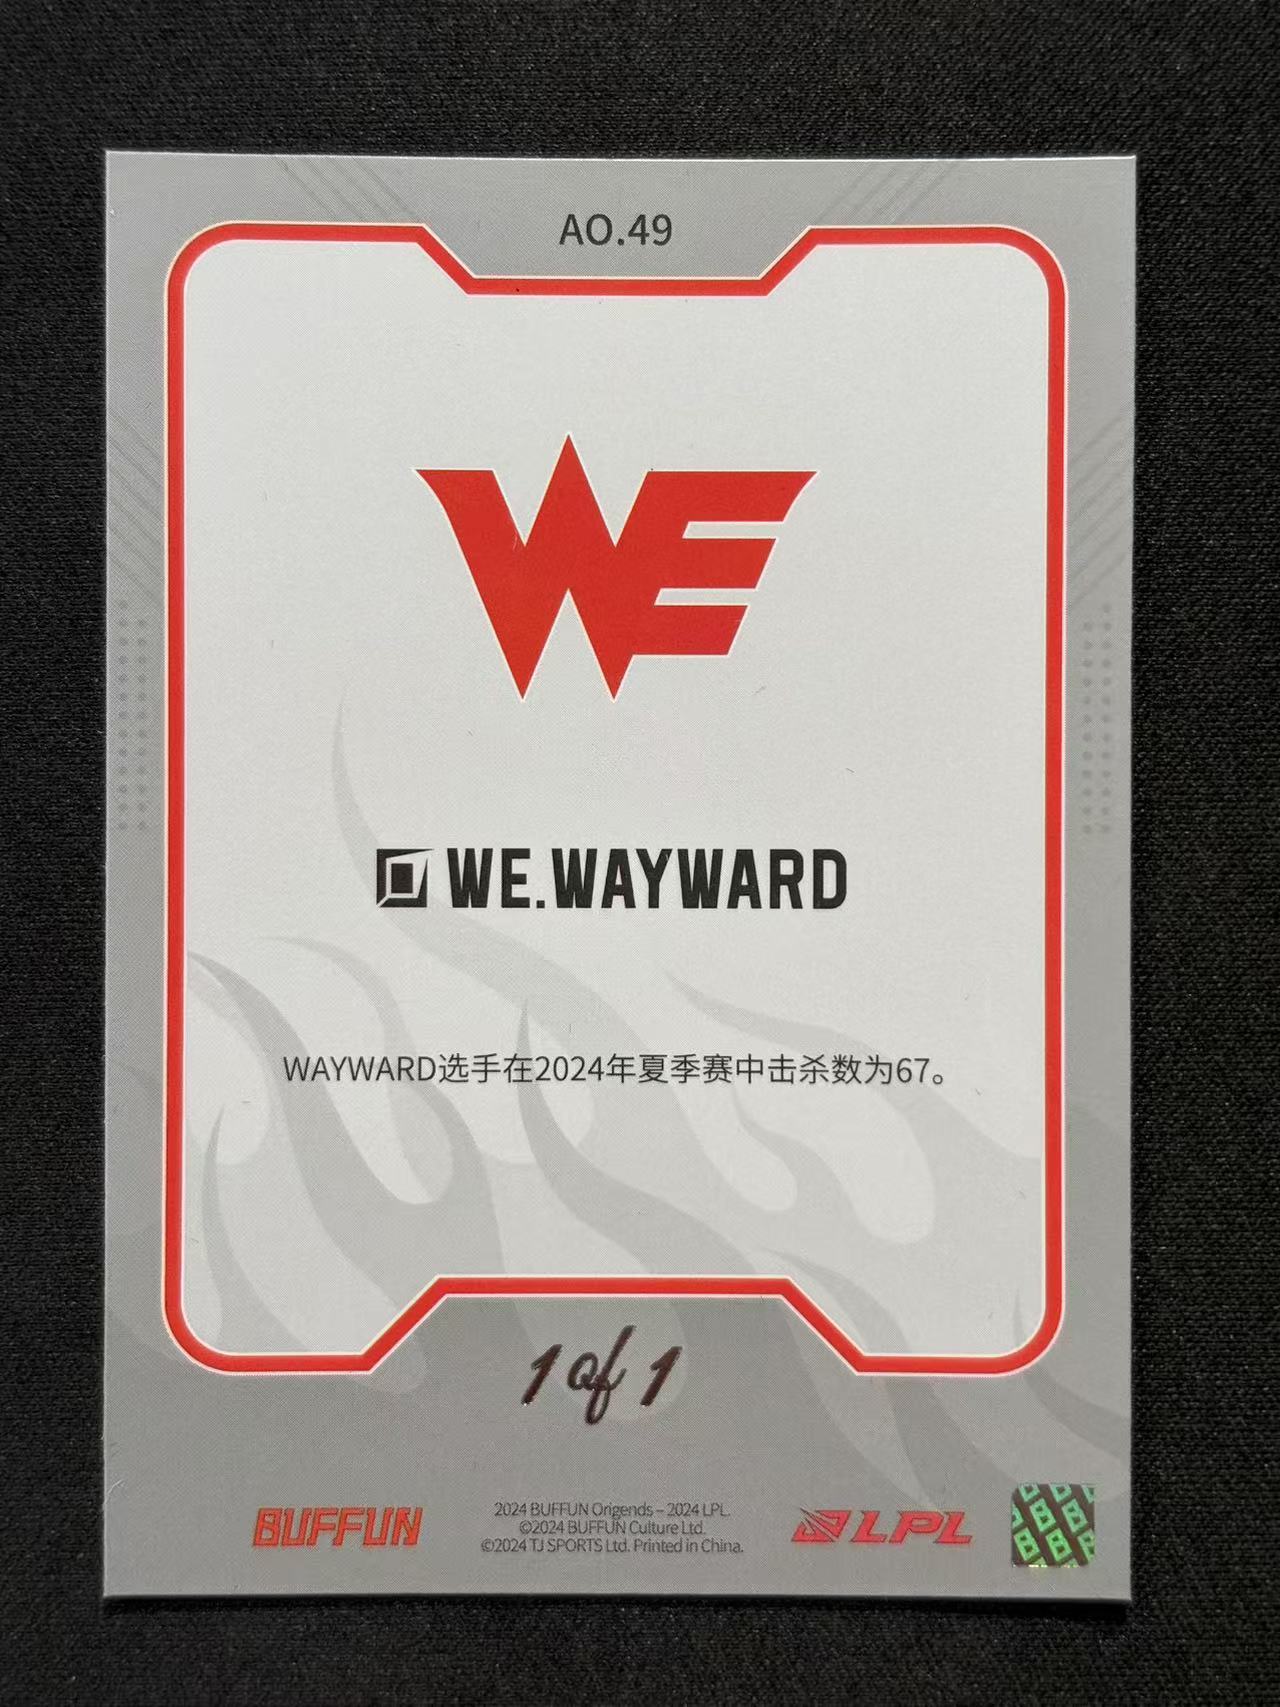 AO.49
WE
WE.WAYWARD
WAYWARD选手在2024年夏季赛中击杀数为67。
1 of 1
BUFFUN
2024 BUFFUN Origends – 2024 LPL.
©2024 BUFFUN Culture Ltd.
©2024 TJ SPORTS Ltd. Printed in China.
LPL